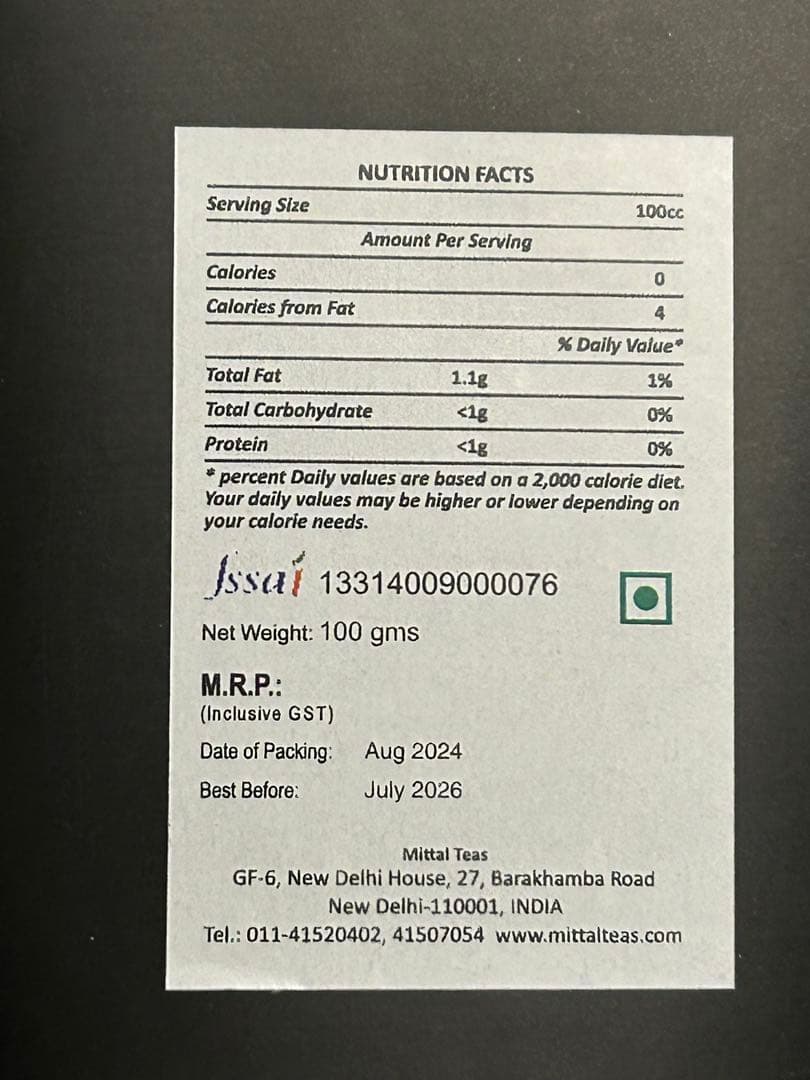 NUTRITION FACTS
Serving Size 100cc
Amount Per Serving
Calories 0
Calories from Fat 4
% Daily Value*
Total Fat 1.1g 1%
Total Carbohydrate <1g 0%
Protein <1g 0%
* percent Daily values are based on a 2,000 calorie diet.
Your daily values may be higher or lower depending on
your calorie needs.
fssai 13314009000076
Net Weight: 100 gms
M.R.P.:
(Inclusive GST)
Date of Packing: Aug 2024
Best Before: July 2026
Mittal Teas
GF-6, New Delhi House, 27, Barakhamba Road
New Delhi-110001, INDIA
Tel.: 011-41520402, 41507054 www.mittalteas.com